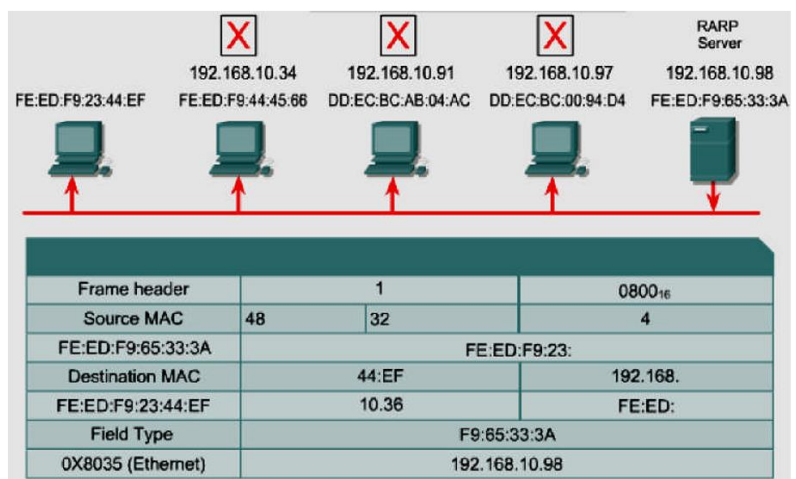 RARP
Server
192.168.10.34 192.168.10.91 192.168.10.97 192.168.10.98
FE:ED:F9:23:44:EF FE:ED:F9:44:45:66 DD:EC:BC:AB:04:AC DD:EC:BC:00:94:D4 FE:ED:F9:65:33:3A
Frame header 1 0800₁₆
Source MAC 48 32 4
FE:ED:F9:65:33:3A FE:ED:F9:23:
Destination MAC 44:EF 192.168.
FE:ED:F9:23:44:EF 10.36 FE:ED:
Field Type F9:65:33:3A
0X8035 (Ethernet) 192.168.10.98